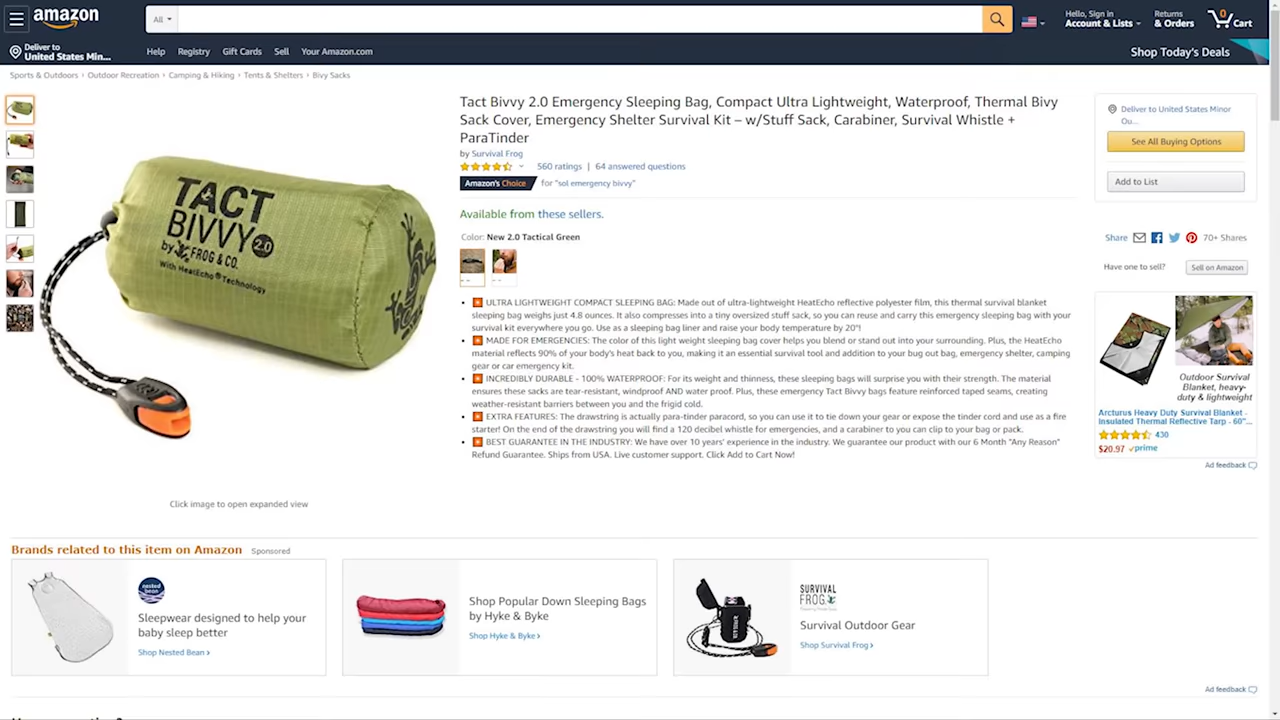 amazon
All
Hello, Sign in
Account & Lists
Returns
& Orders
0
Cart
Deliver to
United States Min...
Help
Registry
Gift Cards
Sell
Your Amazon.com
Shop Today's Deals
Sports & Outdoors › Outdoor Recreation › Camping & Hiking › Tents & Shelters › Bivy Sacks
TACT
BIVVY 2.0
by FROG & CO.
With HeatEcho® Technology
Click image to open expanded view
Tact Bivvy 2.0 Emergency Sleeping Bag, Compact Ultra Lightweight, Waterproof, Thermal Bivy
Sack Cover, Emergency Shelter Survival Kit – w/Stuff Sack, Carabiner, Survival Whistle +
ParaTinder
by Survival Frog
560 ratings | 64 answered questions
Amazon's Choice for "sol emergency bivvy"
Available from these sellers.
Color: New 2.0 Tactical Green
ULTRA LIGHTWEIGHT COMPACT SLEEPING BAG: Made out of ultra-lightweight HeatEcho reflective polyester film, this thermal survival blanket
sleeping bag weighs just 4.8 ounces. It also compresses into a tiny oversized stuff sack, so you can reuse and carry this emergency sleeping bag with your
survival kit everywhere you go. Use as a sleeping bag liner and raise your body temperature by 20°!
MADE FOR EMERGENCIES: The color of this light weight sleeping bag cover helps you blend or stand out into your surrounding. Plus, the HeatEcho
material reflects 90% of your body's heat back to you, making it an essential survival tool and addition to your bug out bag, emergency shelter, camping
gear or car emergency kit.
INCREDIBLY DURABLE - 100% WATERPROOF: For its weight and thinness, these sleeping bags will surprise you with their strength. The material
ensures these sacks are tear-resistant, windproof AND water proof. Plus, these emergency Tact Bivvy bags feature reinforced taped seams, creating
weather-resistant barriers between you and the frigid cold.
EXTRA FEATURES: The drawstring is actually para-tinder paracord, so you can use it to tie down your gear or expose the tinder cord and use as a fire
starter! On the end of the drawstring you will find a 120 decibel whistle for emergencies, and a carabiner so you can clip to your bag or pack.
BEST GUARANTEE IN THE INDUSTRY: We have over 10 years' experience in the industry. We guarantee our product with our 6 Month "Any Reason"
Refund Guarantee. Ships from USA. Live customer support. Click Add to Cart Now!
Deliver to United States Minor
Ou...
See All Buying Options
Add to List
Share
70+ Shares
Have one to sell?
Sell on Amazon
Outdoor Survival
Blanket, heavy-
duty & lightweight
Arcturus Heavy Duty Survival Blanket -
Insulated Thermal Reflective Tarp - 60"...
430
$20.97 prime
Ad feedback
Brands related to this item on Amazon Sponsored
nested
bean
Sleepwear designed to help your
baby sleep better
Shop Nested Bean ›
Shop Popular Down Sleeping Bags
by Hyke & Byke
Shop Hyke & Byke ›
SURVIVAL
FROG
Survival Outdoor Gear
Shop Survival Frog ›
Ad feedback